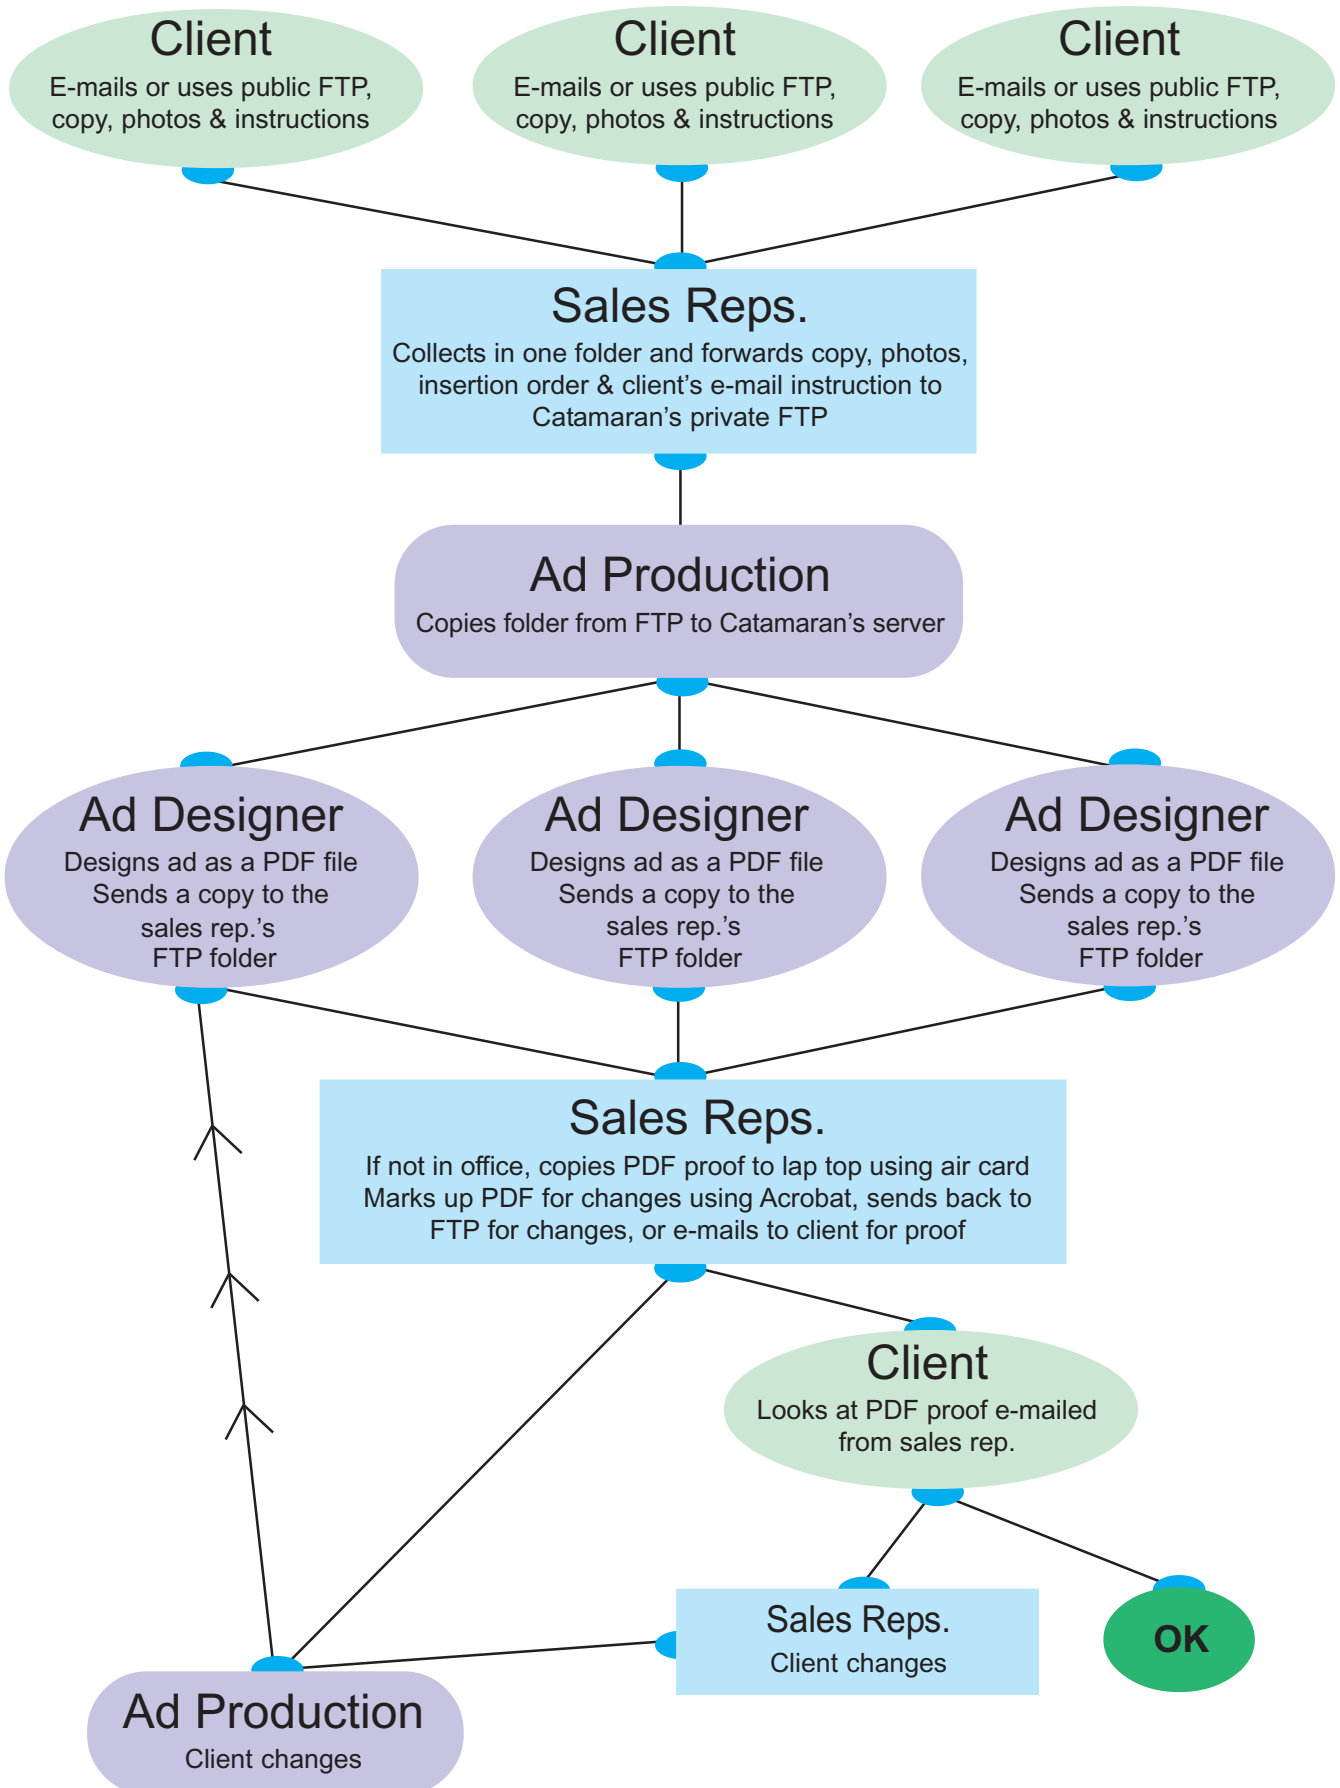 Client
E-mails or uses public FTP,
copy, photos & instructions
Client
E-mails or uses public FTP,
copy, photos & instructions
Client
E-mails or uses public FTP,
copy, photos & instructions
Sales Reps.
Collects in one folder and forwards copy, photos,
insertion order & client’s e-mail instruction to
Catamaran’s private FTP
Ad Production
Copies folder from FTP to Catamaran’s server
Ad Designer
Designs ad as a PDF file
Sends a copy to the
sales rep.’s
FTP folder
Ad Designer
Designs ad as a PDF file
Sends a copy to the
sales rep.’s
FTP folder
Ad Designer
Designs ad as a PDF file
Sends a copy to the
sales rep.’s
FTP folder
Sales Reps.
If not in office, copies PDF proof to lap top using air card
Marks up PDF for changes using Acrobat, sends back to
FTP for changes, or e-mails to client for proof
Client
Looks at PDF proof e-mailed
from sales rep.
Sales Reps.
Client changes
OK
Ad Production
Client changes